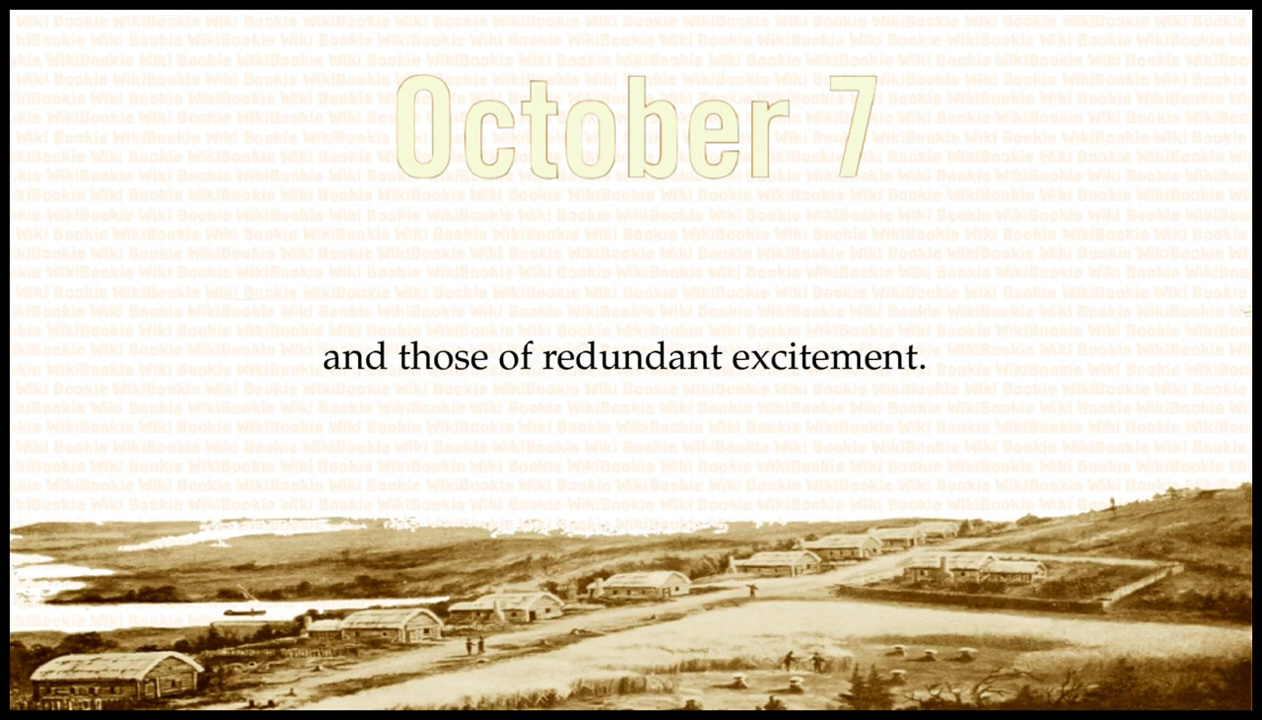 October 7
and those of redundant excitement.